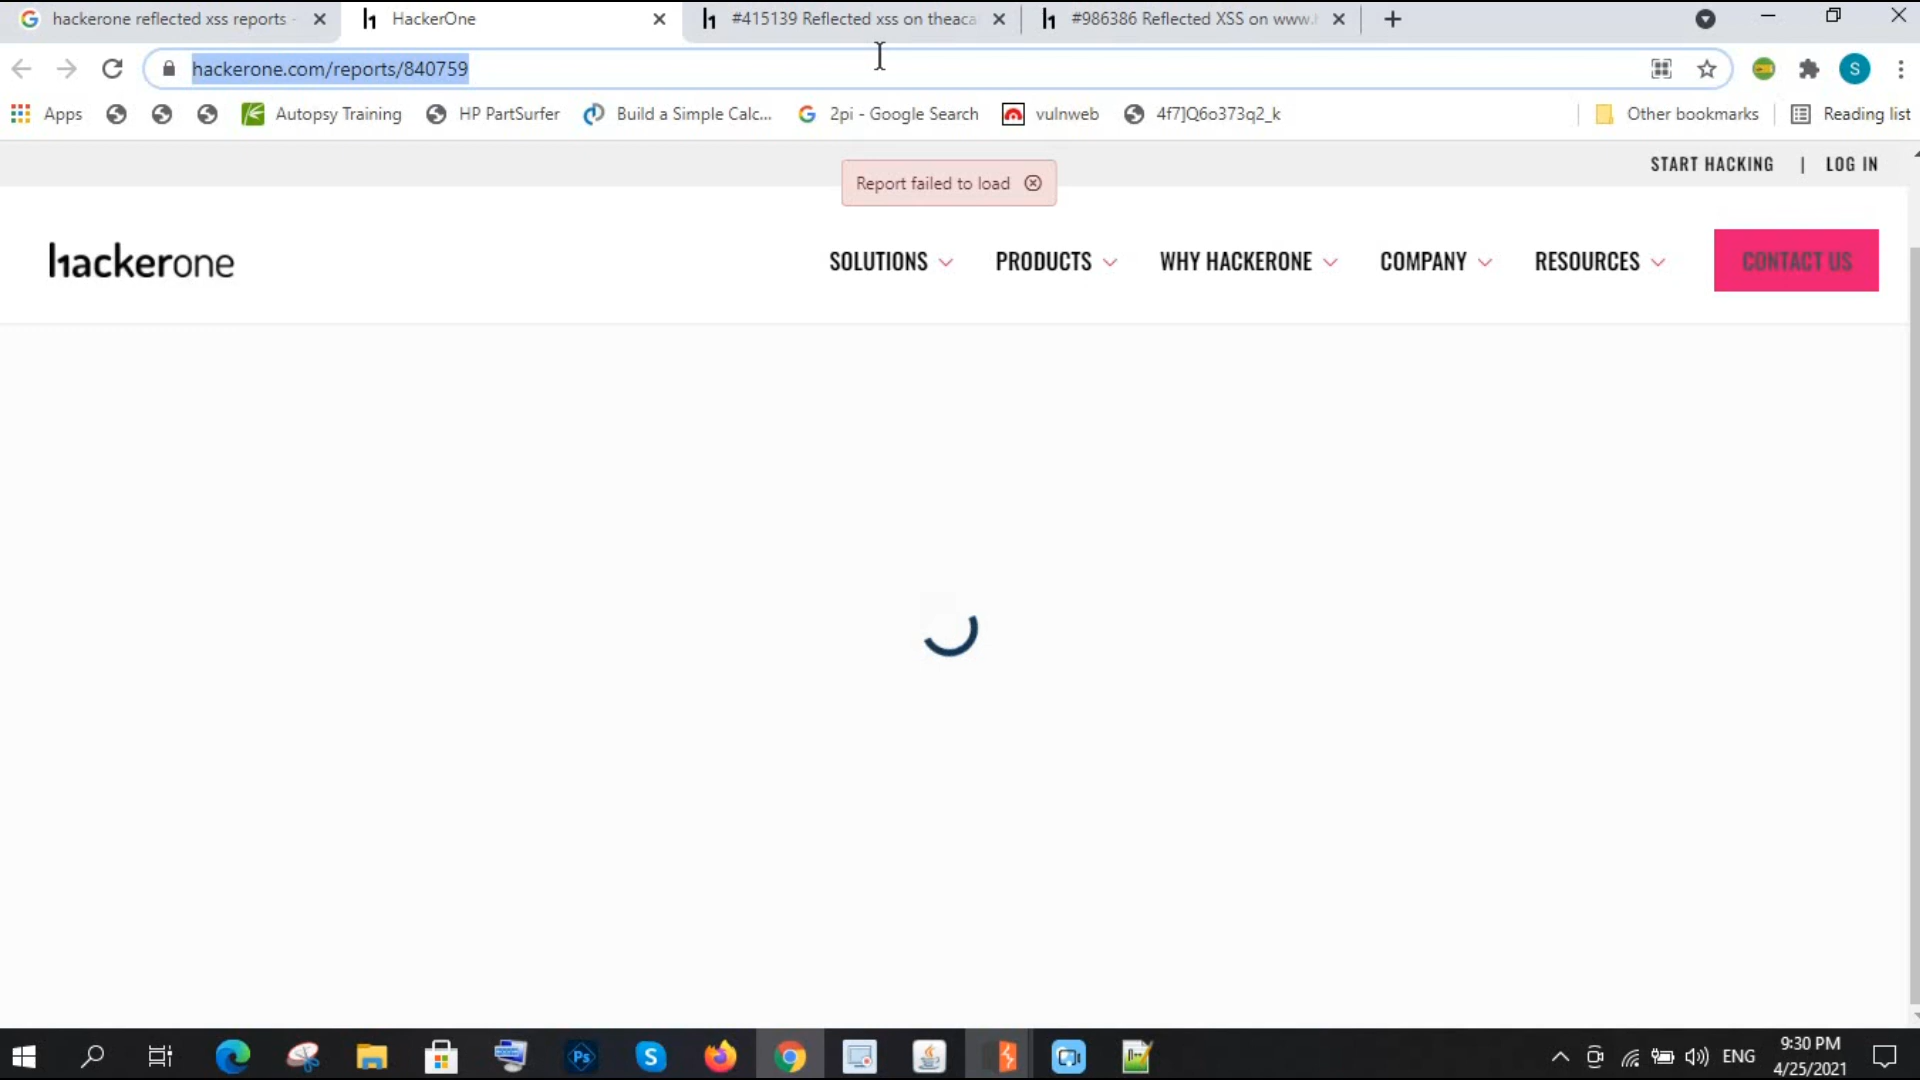 hackerone reflected xss reports -
HackerOne
#415139 Reflected xss on theaca
#986386 Reflected XSS on www.
hackerone.com/reports/840759
S
Apps
Autopsy Training
HP PartSurfer
Build a Simple Calc...
2pi - Google Search
vulnweb
4f7]Q6o373q2_k
Other bookmarks
Reading list
START HACKING | LOG IN
Report failed to load
hackerone
SOLUTIONS
PRODUCTS
WHY HACKERONE
COMPANY
RESOURCES
CONTACT US
Ps
S
ENG
9:30 PM
4/25/2021